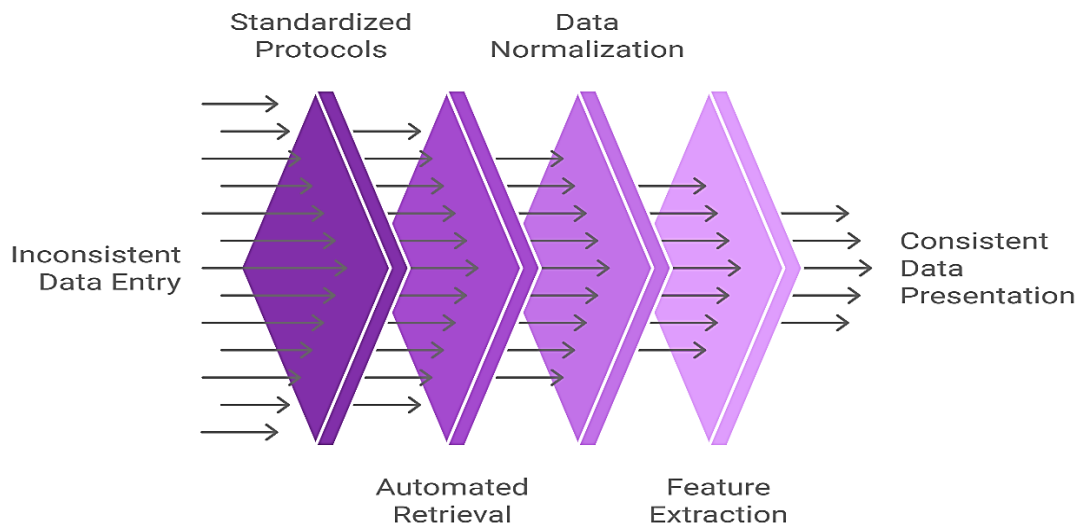 Standardized
Protocols
Data
Normalization
Inconsistent
Data Entry
Consistent
Data
Presentation
Automated
Retrieval
Feature
Extraction